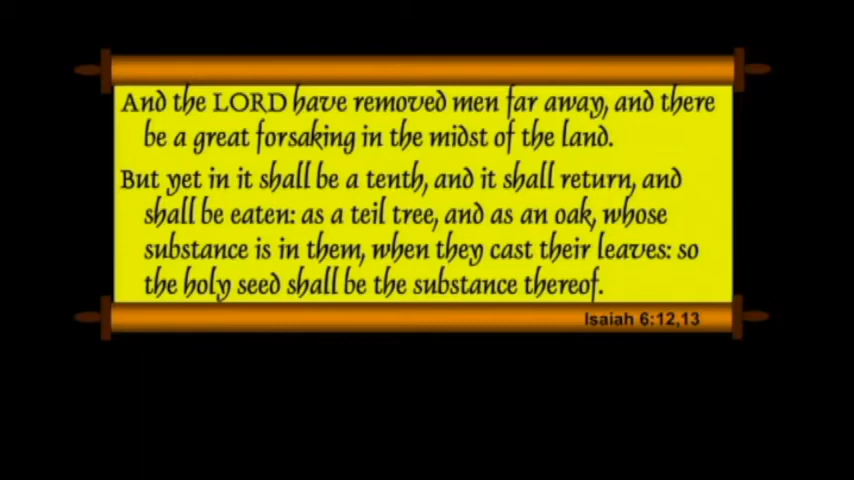 And the LORD have removed men far away, and there
be a great forsaking in the midst of the land.
But yet in it shall be a tenth, and it shall return, and
shall be eaten: as a teil tree, and as an oak, whose
substance is in them, when they cast their leaves: so
the holy seed shall be the substance thereof.
Isaiah 6:12,13